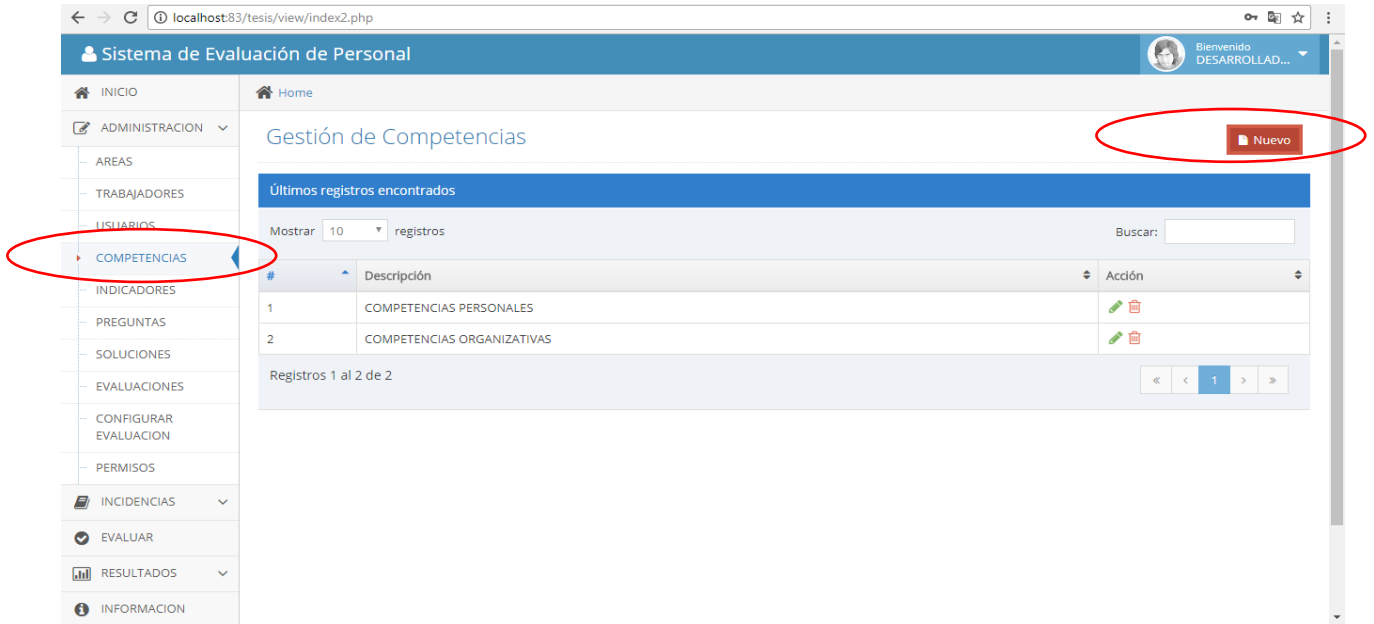 localhost:83/tesis/view/index2.php
Sistema de Evaluación de Personal
Bienvenido
DESARROLLAD...
INICIO
Home
ADMINISTRACION
AREAS
TRABAJADORES
USUARIOS
COMPETENCIAS
INDICADORES
PREGUNTAS
SOLUCIONES
EVALUACIONES
CONFIGURAR
EVALUACION
PERMISOS
INCIDENCIAS
EVALUAR
RESULTADOS
INFORMACION
Gestión de Competencias
Nuevo
Últimos registros encontrados
Mostrar 10 registros
Buscar:
# Descripción Acción
1 COMPETENCIAS PERSONALES
2 COMPETENCIAS ORGANIZATIVAS
Registros 1 al 2 de 2
« < 1 > »